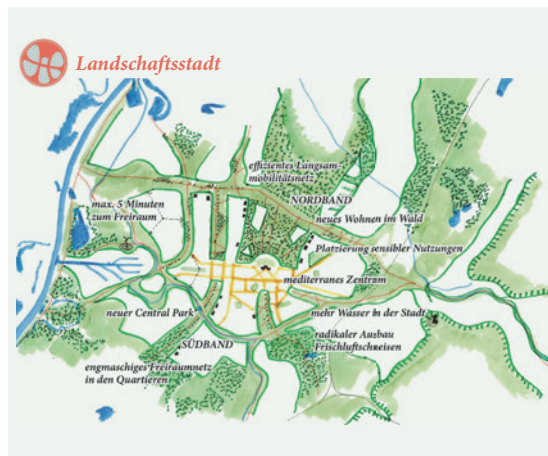 Landschaftsstadt
effizientes Langsam-
mobilitätsnetz
max. 5 Minuten
zum Freiraum
NORDBAND
neues Wohnen im Wald
Platzierung sensibler Nutzungen
mediterranes Zentrum
neuer Central Park
mehr Wasser in der Stadt
SÜDBAND
radikaler Ausbau
Frischluftschneisen
engmaschiges Freiraumnetz
in den Quartieren